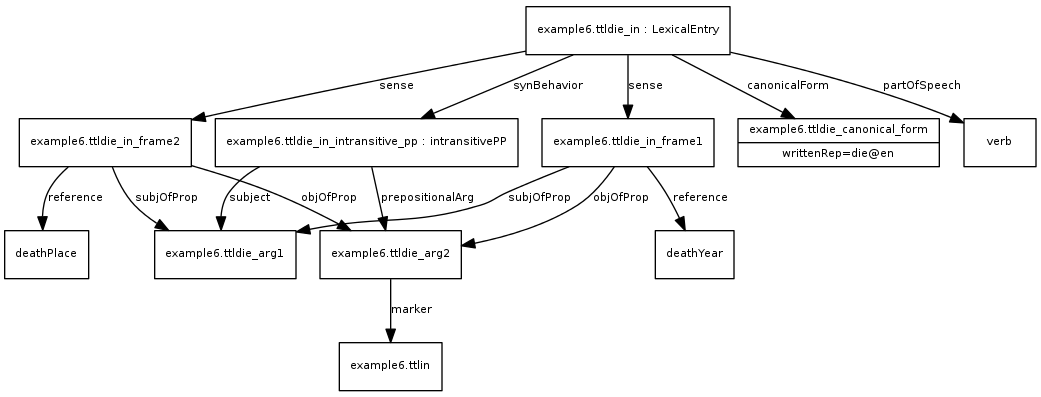 example6.ttldie_in : LexicalEntry
sense
synBehavior
sense
canonicalForm
partOfSpeech
example6.ttldie_in_frame2
example6.ttldie_in_intransitive_pp : intransitivePP
example6.ttldie_in_frame1
example6.ttldie_canonical_form
writtenRep=die@en
verb
reference
subjOfProp
subject
objOfProp
prepositionalArg
subjOfProp
objOfProp
reference
deathPlace
example6.ttldie_arg1
example6.ttldie_arg2
deathYear
marker
example6.ttlin